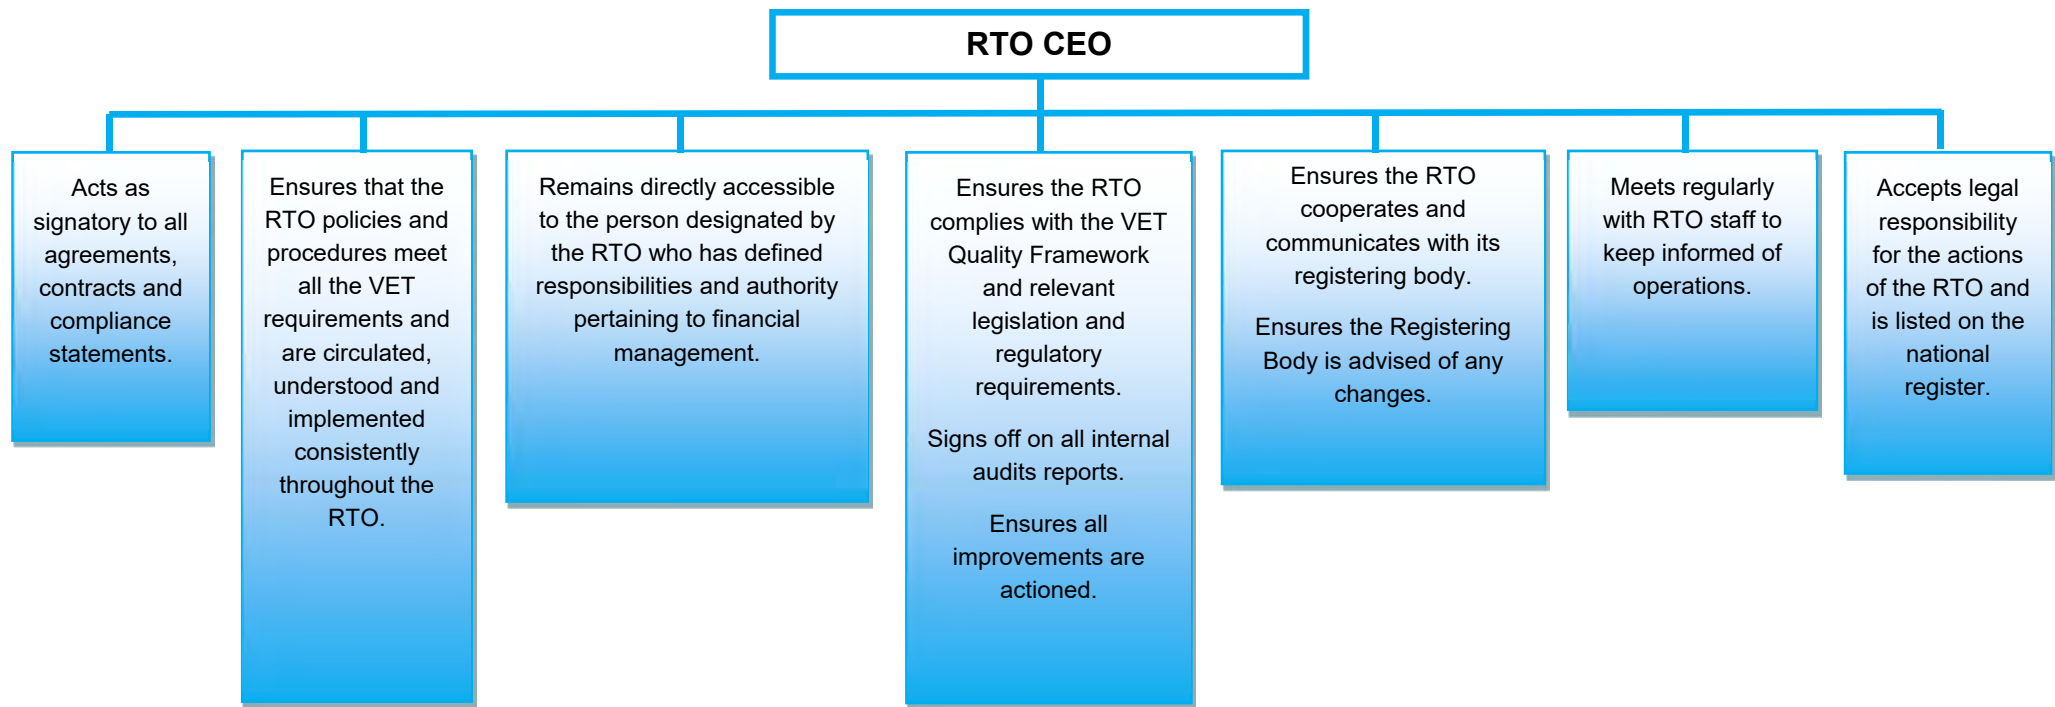 RTO CEO
Acts as
signatory to all
agreements,
contracts and
compliance
statements.
Ensures that the
RTO policies and
procedures meet
all the VET
requirements and
are circulated,
understood and
implemented
consistently
throughout the
RTO.
Remains directly accessible
to the person designated by
the RTO who has defined
responsibilities and authority
pertaining to financial
management.
Ensures the RTO
complies with the VET
Quality Framework
and relevant
legislation and
regulatory
requirements.
Signs off on all internal
audits reports.
Ensures all
improvements are
actioned.
Ensures the RTO
cooperates and
communicates with its
registering body.
Ensures the Registering
Body is advised of any
changes.
Meets regularly
with RTO staff to
keep informed of
operations.
Accepts legal
responsibility
for the actions
of the RTO and
is listed on the
national
register.